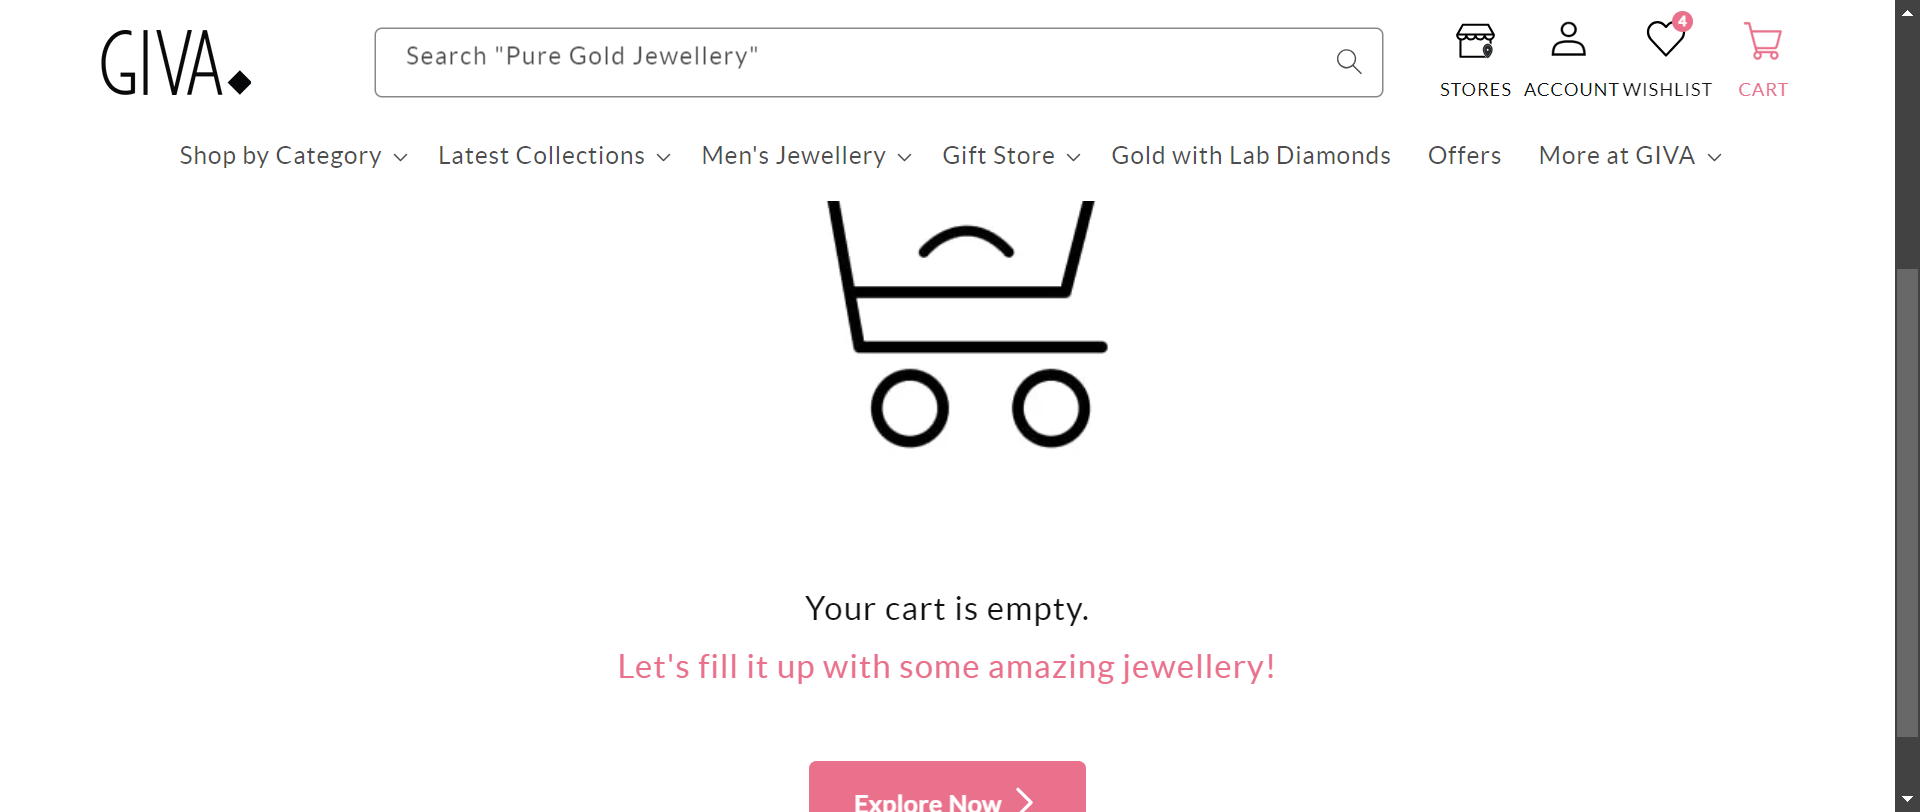 GIVA
Search "Pure Gold Jewellery"
4
STORES ACCOUNT WISHLIST CART
Shop by Category Latest Collections Men's Jewellery Gift Store Gold with Lab Diamonds Offers More at GIVA
Your cart is empty.
Let's fill it up with some amazing jewellery!
Explore Now